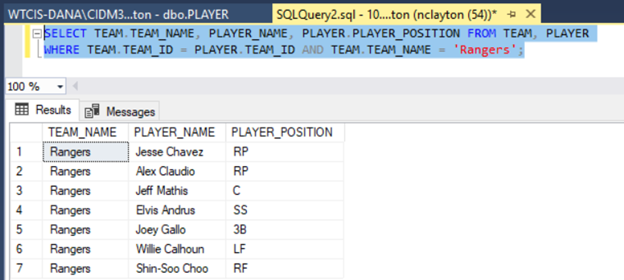 WTCIS-DANA\CIDM3...ton - dbo.PLAYER SQLQuery2.sql - 10....ton (nclayton (54))*
SELECT TEAM.TEAM_NAME, PLAYER_NAME, PLAYER.PLAYER_POSITION FROM TEAM, PLAYER
WHERE TEAM.TEAM_ID = PLAYER.TEAM_ID AND TEAM.TEAM_NAME = 'Rangers';
100 %
Results Messages
TEAM_NAME PLAYER_NAME PLAYER_POSITION
1 Rangers Jesse Chavez RP
2 Rangers Alex Claudio RP
3 Rangers Jeff Mathis C
4 Rangers Elvis Andrus SS
5 Rangers Joey Gallo 3B
6 Rangers Willie Calhoun LF
7 Rangers Shin-Soo Choo RF